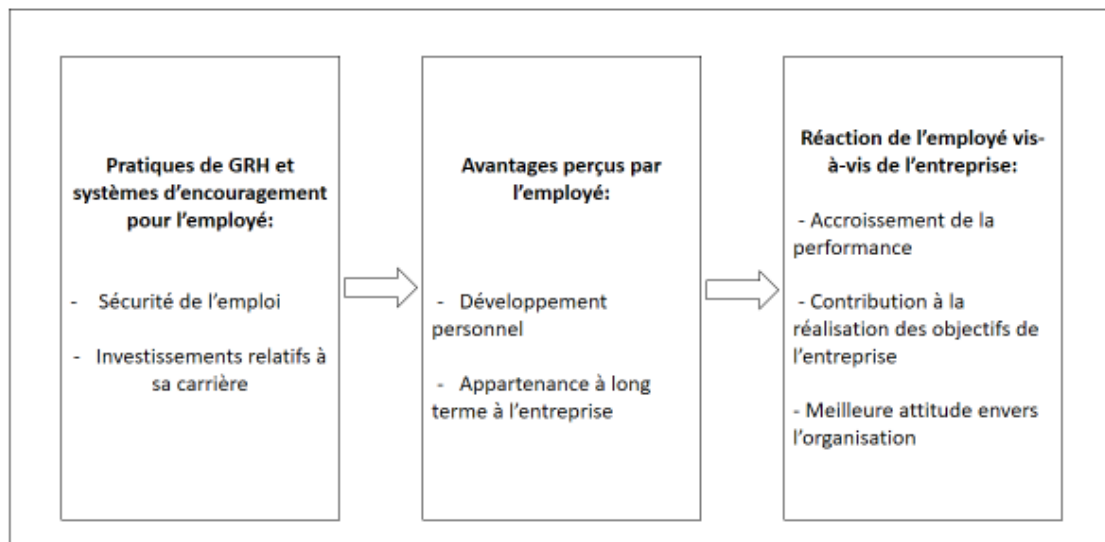 Pratiques de GRH et
systèmes d'encouragement
pour l'employé:
- Sécurité de l'emploi
- Investissements relatifs à
sa carrière
Avantages perçus par
l'employé:
- Développement
personnel
- Appartenance à long
terme à l'entreprise
Réaction de l'employé vis-
à-vis de l'entreprise:
- Accroissement de la
performance
- Contribution à la
réalisation des objectifs de
l'entreprise
- Meilleure attitude envers
l'organisation